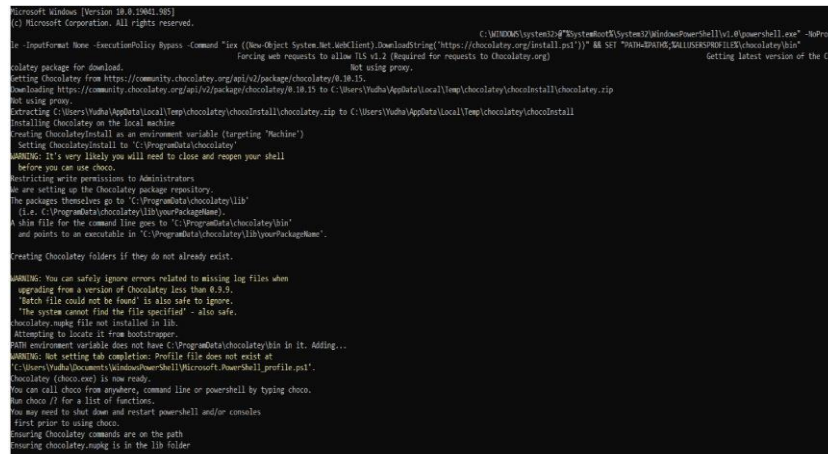 Microsoft Windows [Version 10.0.19041.985]
(c) Microsoft Corporation. All rights reserved.
C:\WINDOWS\system32>@"%SystemRoot%\System32\WindowsPowerShell\v1.0\powershell.exe" -NoPro
le -InputFormat None -ExecutionPolicy Bypass -Command "iex ((New-Object System.Net.WebClient).DownloadString('https://chocolatey.org/install.ps1'))" && SET "PATH=%PATH%;%ALLUSERSPROFILE%\chocolatey\bin"
Forcing web requests to allow TLS v1.2 (Required for requests to Chocolatey.org) Getting latest version of the C
colatey package for download. Not using proxy.
Getting Chocolatey from https://community.chocolatey.org/api/v2/package/chocolatey/0.10.15.
Downloading https://community.chocolatey.org/api/v2/package/chocolatey/0.10.15 to C:\Users\Yudha\AppData\Local\Temp\chocolatey\chocoInstall\chocolatey.zip
Not using proxy.
Extracting C:\Users\Yudha\AppData\Local\Temp\chocolatey\chocoInstall\chocolatey.zip to C:\Users\Yudha\AppData\Local\Temp\chocolatey\chocoInstall
Installing Chocolatey on the local machine
Creating ChocolateyInstall as an environment variable (targeting 'Machine')
Setting ChocolateyInstall to 'C:\ProgramData\chocolatey'
WARNING: It's very likely you will need to close and reopen your shell
before you can use choco.
Restricting write permissions to Administrators
We are setting up the Chocolatey package repository.
The packages themselves go to 'C:\ProgramData\chocolatey\lib'
(i.e. C:\ProgramData\chocolatey\lib\yourPackageName).
A shim file for the command line goes to 'C:\ProgramData\chocolatey\bin'
and points to an executable in 'C:\ProgramData\chocolatey\lib\yourPackageName'.
Creating Chocolatey folders if they do not already exist.
WARNING: You can safely ignore errors related to missing log files when
upgrading from a version of Chocolatey less than 0.9.9.
'Batch file could not be found' is also safe to ignore.
'The system cannot find the file specified' - also safe.
chocolatey.nupkg file not installed in lib.
Attempting to locate it from bootstrapper.
PATH environment variable does not have C:\ProgramData\chocolatey\bin in it. Adding...
WARNING: Not setting tab completion: Profile file does not exist at
'C:\Users\Yudha\Documents\WindowsPowerShell\Microsoft.PowerShell_profile.ps1'.
Chocolatey (choco.exe) is now ready.
You can call choco from anywhere, command line or powershell by typing choco.
Run choco /? for a list of functions.
You may need to shut down and restart powershell and/or consoles
first prior to using choco.
Ensuring Chocolatey commands are on the path
Ensuring chocolatey.nupkg is in the lib folder